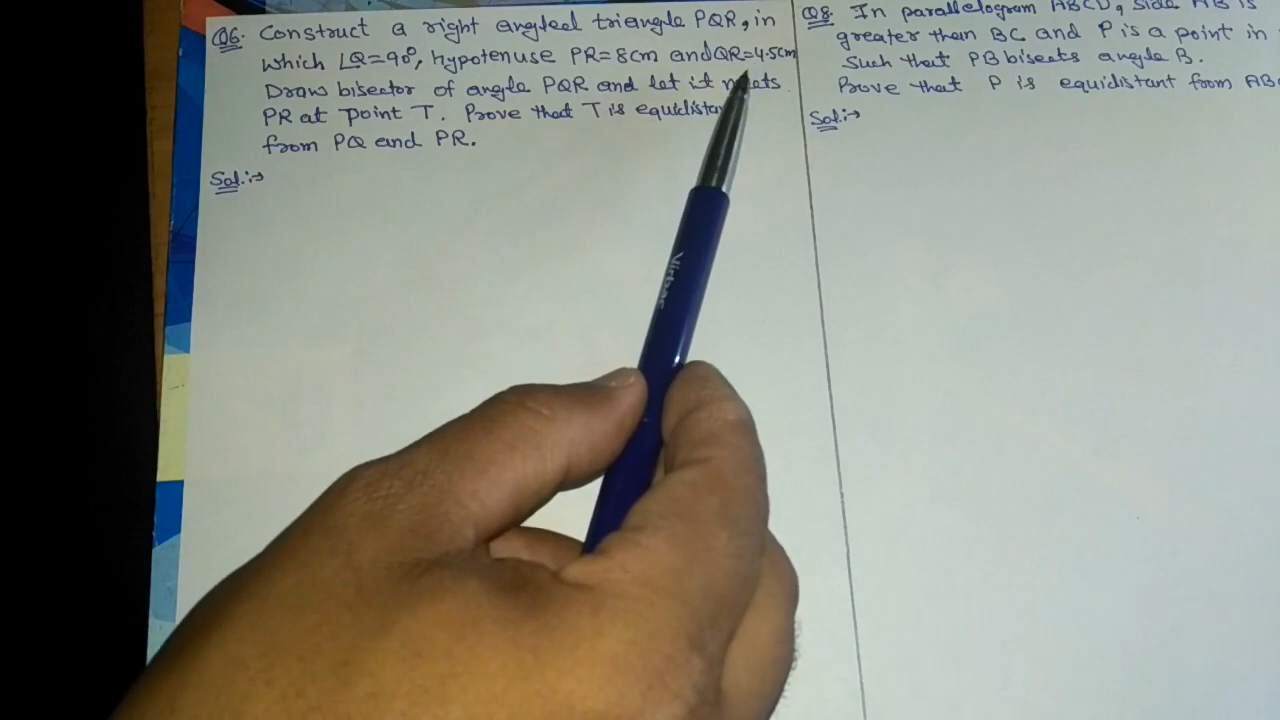 Q6. Construct a right angled triangle PQR, in
which ∠Q=90°, hypotenuse PR=8cm and QR=4.5cm
Draw bisector of angle PQR and let it meets
PR at point T. Prove that T is
from PQ and PR.
Sol:→
Q8. In parallelogram ABCD, side AB is
greater than BC and P is a point in
Such that PB bisects angle B.
Prove that P is equidistant from AB
Sol:→
Virbac